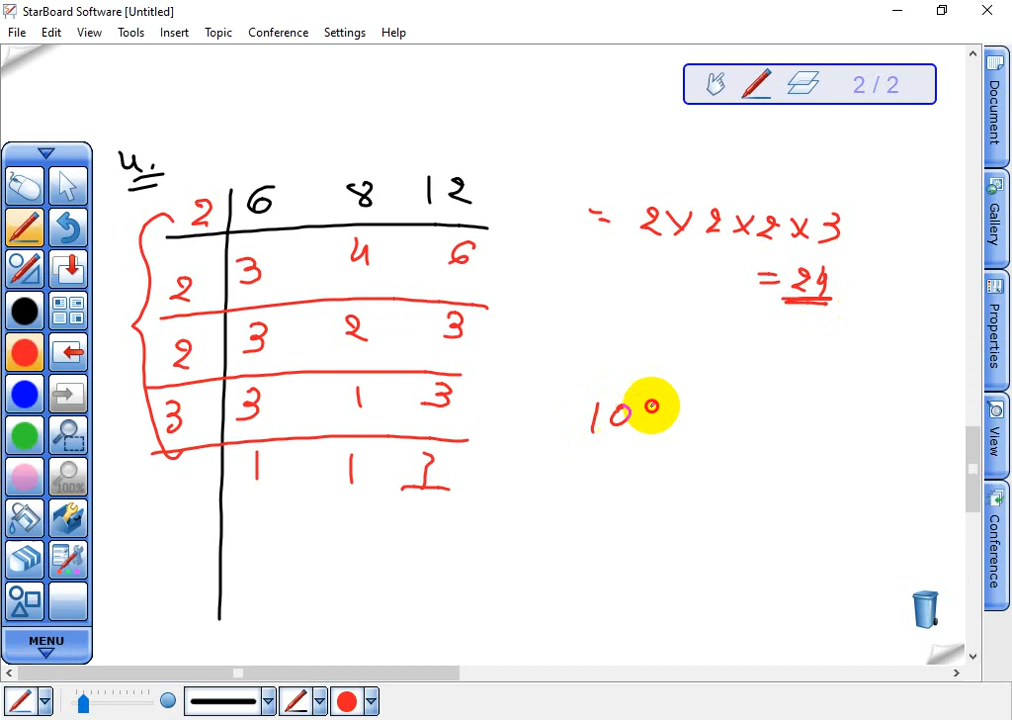 StarBoard Software [Untitled]
File Edit View Tools Insert Topic Conference Settings Help
2 / 2
Document
Gallery
Properties
View
Conference
4.
2 6 8 12
2 3 4 6
2 3 2 3
3 3 1 3
1 1 1
= 2 × 2 × 2 × 3
= 24
10
100%
MENU